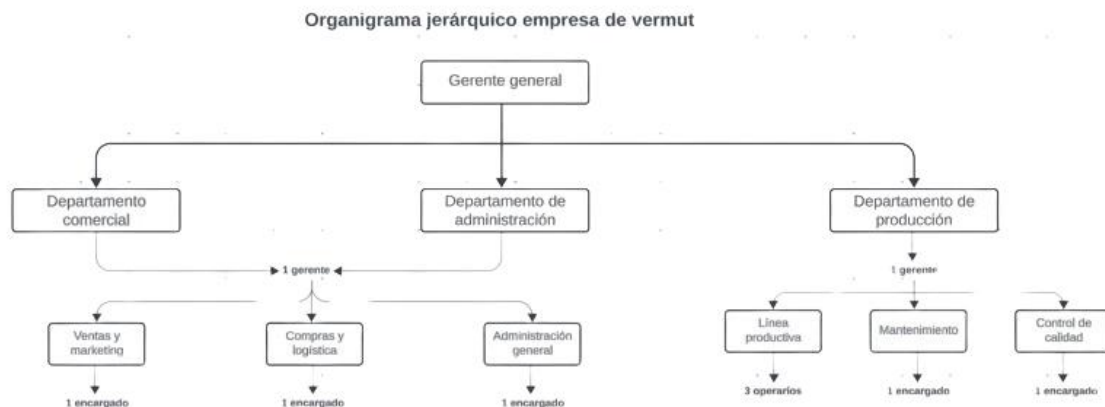 Organigrama jerárquico empresa de vermut
Gerente general
Departamento
comercial
Departamento de
administración
Departamento de
producción
1 gerente
1 gerente
Ventas y
marketing
Compras y
logística
Administración
general
Línea
productiva
Mantenimiento
Control de
calidad
1 encargado
1 encargado
1 encargado
3 operarios
1 encargado
1 encargado